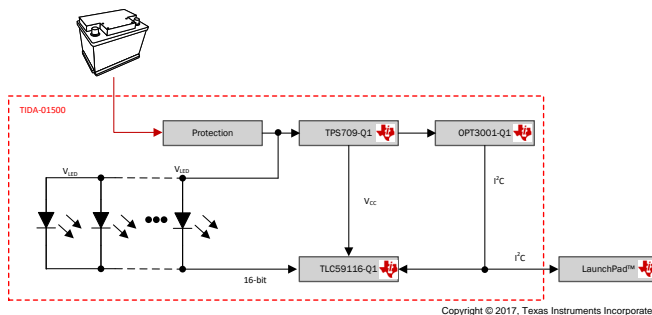 TIDA-01500
Protection
TPS709-Q1
OPT3001-Q1
VLED
VLED
I²C
VCC
I²C
16-bit
TLC59116-Q1
LaunchPad™
Copyright © 2017, Texas Instruments Incorporate